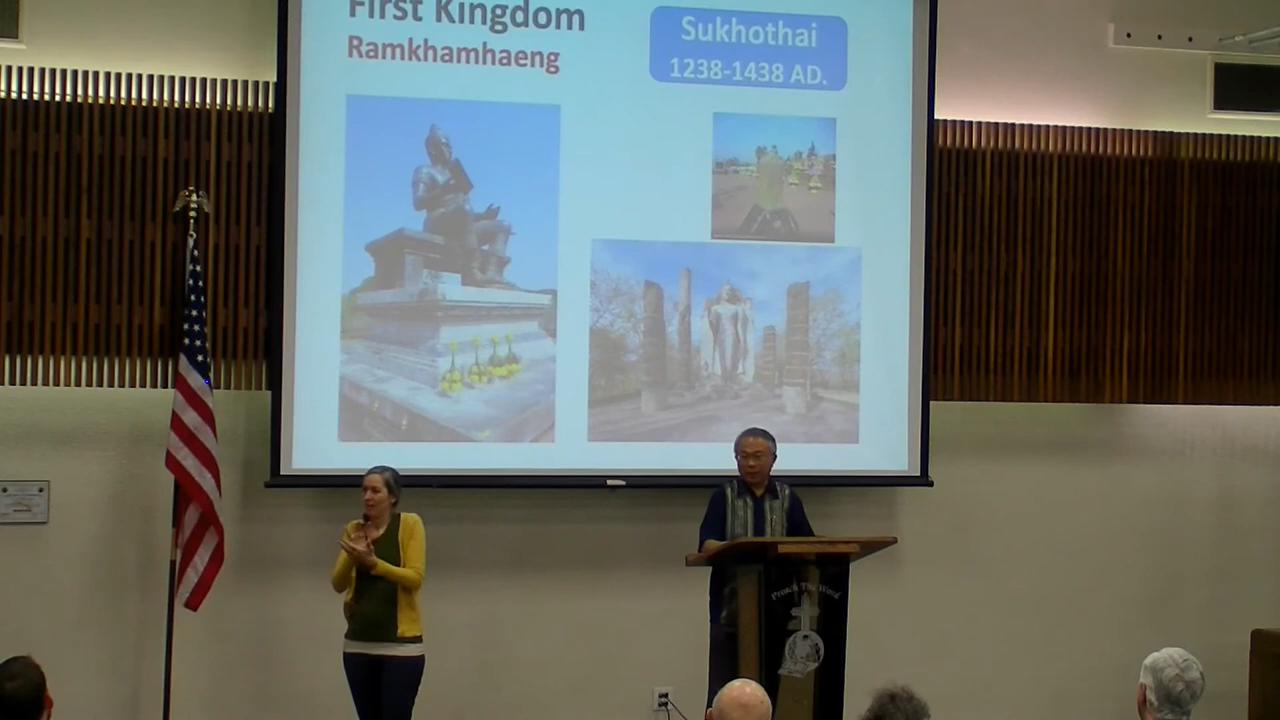 First Kingdom
Ramkhamhaeng
Sukhothai
1238-1438 AD.
Preach The Word